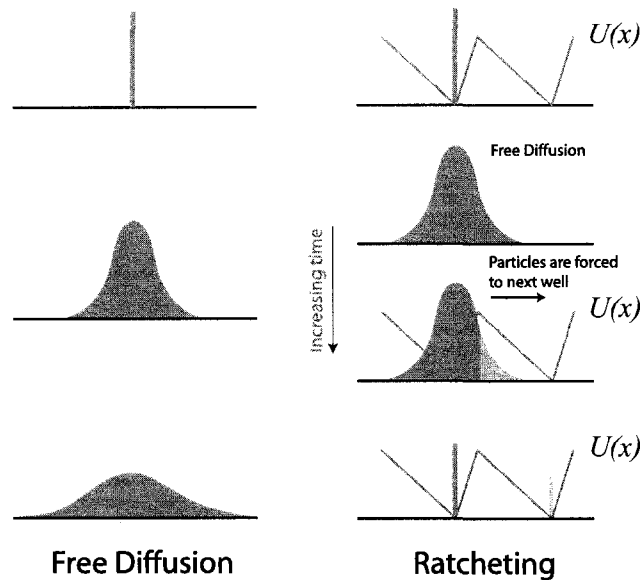 U(x)
Free Diffusion
Increasing time
Particles are forced
to next well
U(x)
U(x)
Free Diffusion
Ratcheting